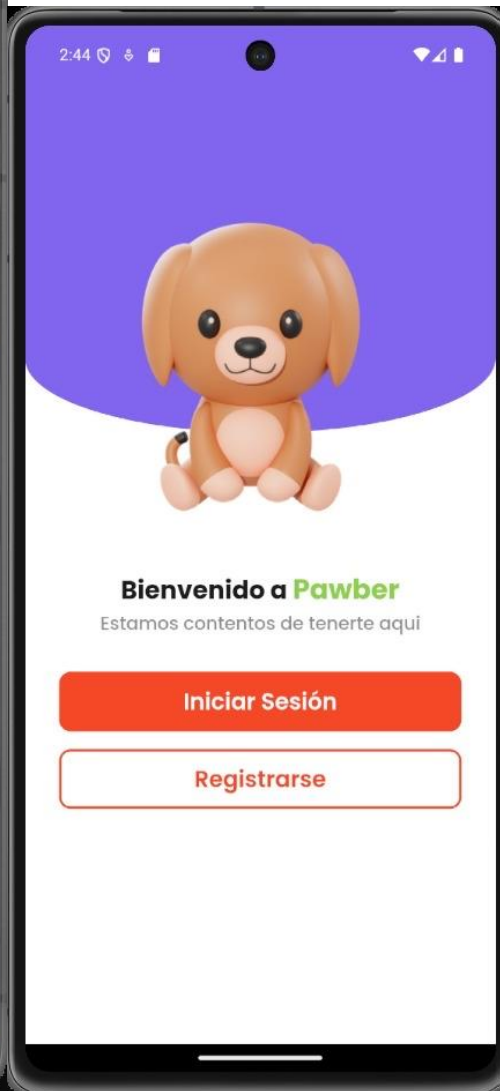 2:44
Bienvenido a Pawber
Estamos contentos de tenerte aqui
Iniciar Sesión
Registrarse